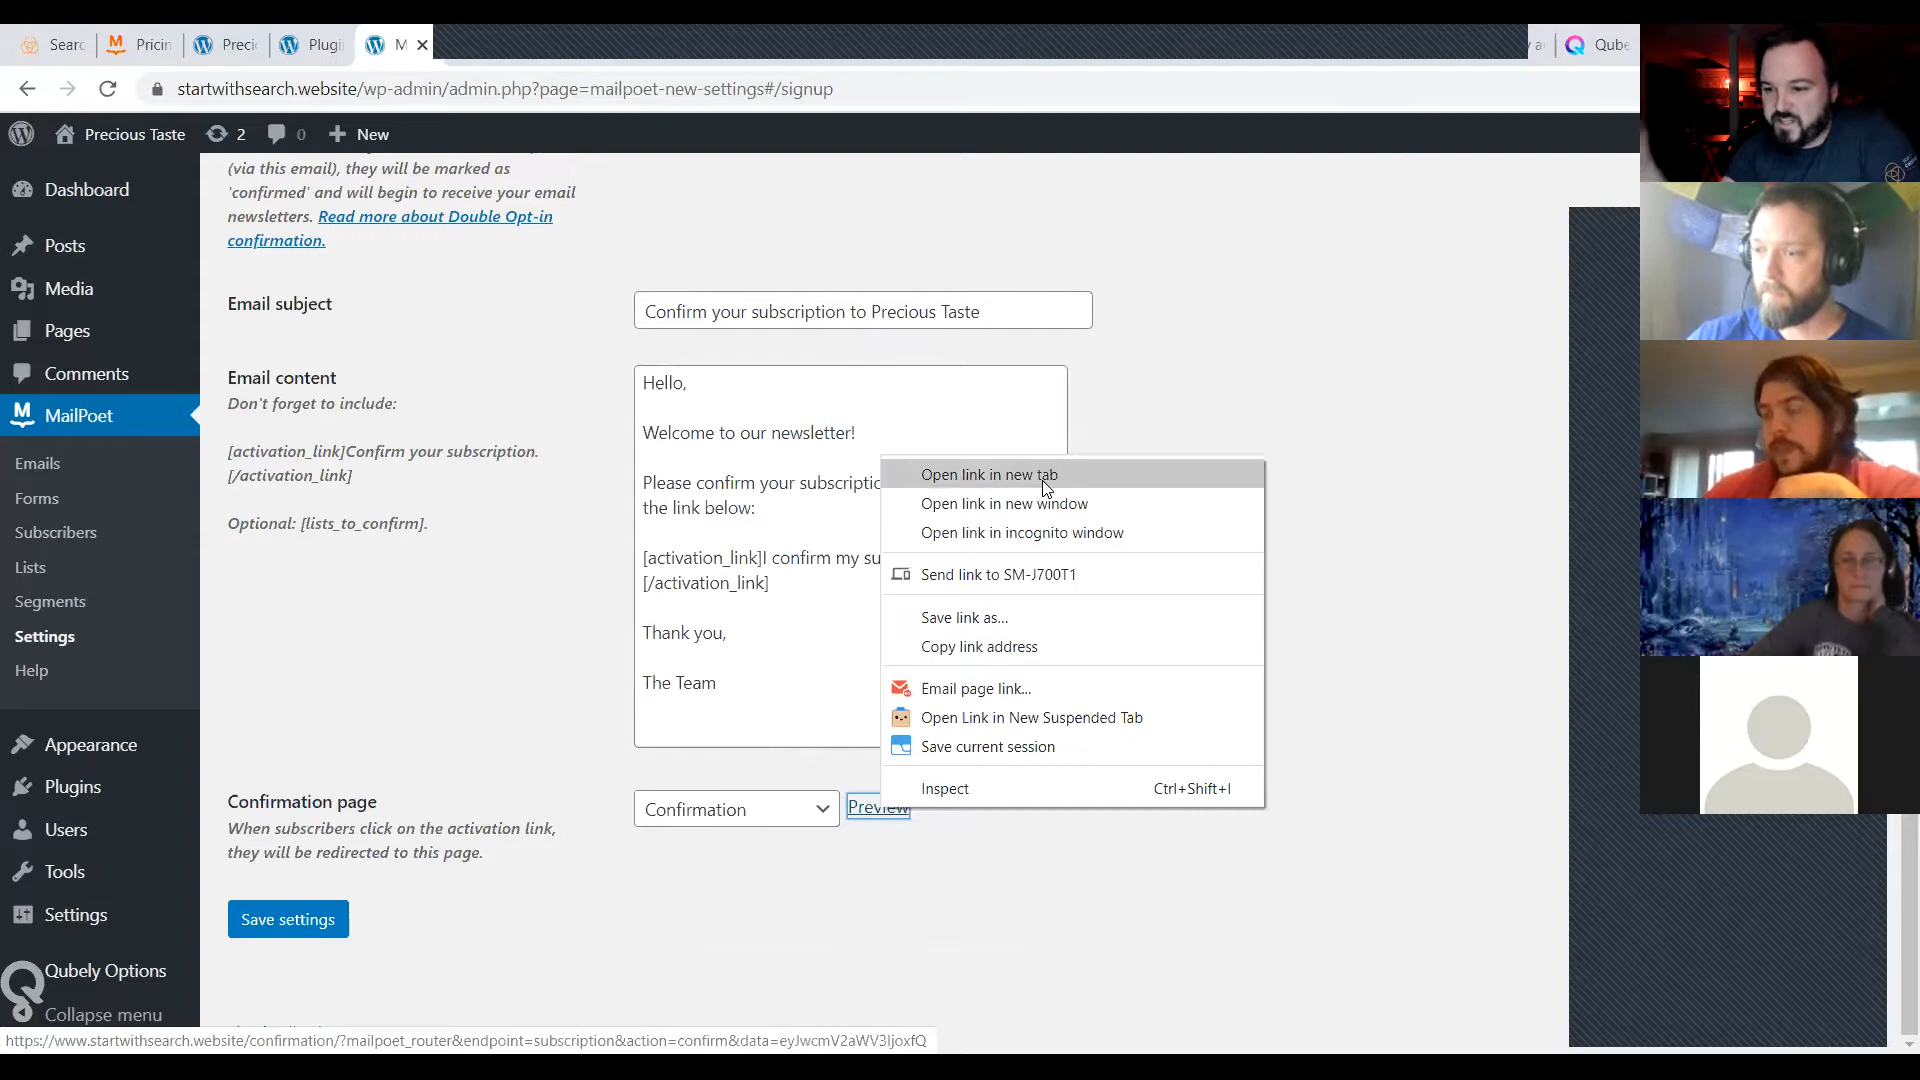 Searc
Pricin
Preci
Plugin
M
y a
Qube
startwithsearch.website/wp-admin/admin.php?page=mailpoet-new-settings#/signup
Precious Taste
2
0
New
Dashboard
Posts
Media
Pages
Comments
MailPoet
Emails
Forms
Subscribers
Lists
Segments
Settings
Help
Appearance
Plugins
Users
Tools
Settings
Qubely Options
Collapse menu
(via this email), they will be marked as
'confirmed' and will begin to receive your email
newsletters. Read more about Double Opt-in
confirmation.
Email subject
Confirm your subscription to Precious Taste
Email content
Don't forget to include:
[activation_link]Confirm your subscription.
[/activation_link]
Optional: [lists_to_confirm].
Hello,
Welcome to our newsletter!
Please confirm your subscriptic
the link below:
[activation_link]I confirm my su
[/activation_link]
Thank you,
The Team
Open link in new tab
Open link in new window
Open link in incognito window
Send link to SM-J700T1
Save link as...
Copy link address
Email page link...
Open Link in New Suspended Tab
Save current session
Inspect Ctrl+Shift+I
Confirmation page
When subscribers click on the activation link,
they will be redirected to this page.
Confirmation
Preview
Save settings
https://www.startwithsearch.website/confirmation/?mailpoet_router&endpoint=subscription&action=confirm&data=eyJwcmV2aWV3IjoxfQ